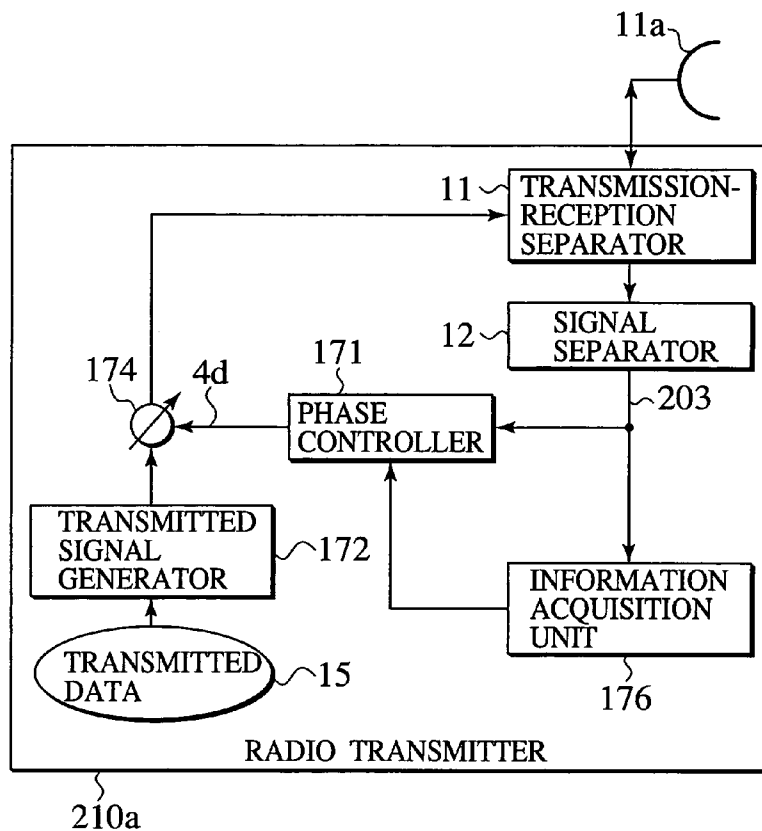 11a
11
TRANSMISSION-
RECEPTION
SEPARATOR
12
SIGNAL
SEPARATOR
203
174
4d
171
PHASE
CONTROLLER
TRANSMITTED
SIGNAL
GENERATOR
172
INFORMATION
ACQUISITION
UNIT
176
TRANSMITTED
DATA
15
RADIO TRANSMITTER
210a